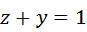 z + y = 1